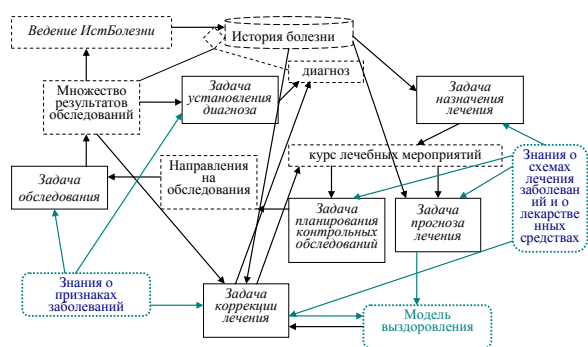 Ведение ИстБолезни
История болезни
диагноз
Множество
результатов
обследований
Задача
установления
диагноза
Задача
назначения
лечения
Задача
обследования
Направления
на
обследования
курс лечебных мероприятий
Задача
планирования
контрольных
обследований
Задача
прогноза
лечения
Знания о
схемах
лечения
заболеван
ий и о
лекарстве
нных
средствах
Знания о
признаках
заболеваний
Задача
коррекции
лечения
Модель
выздоровления